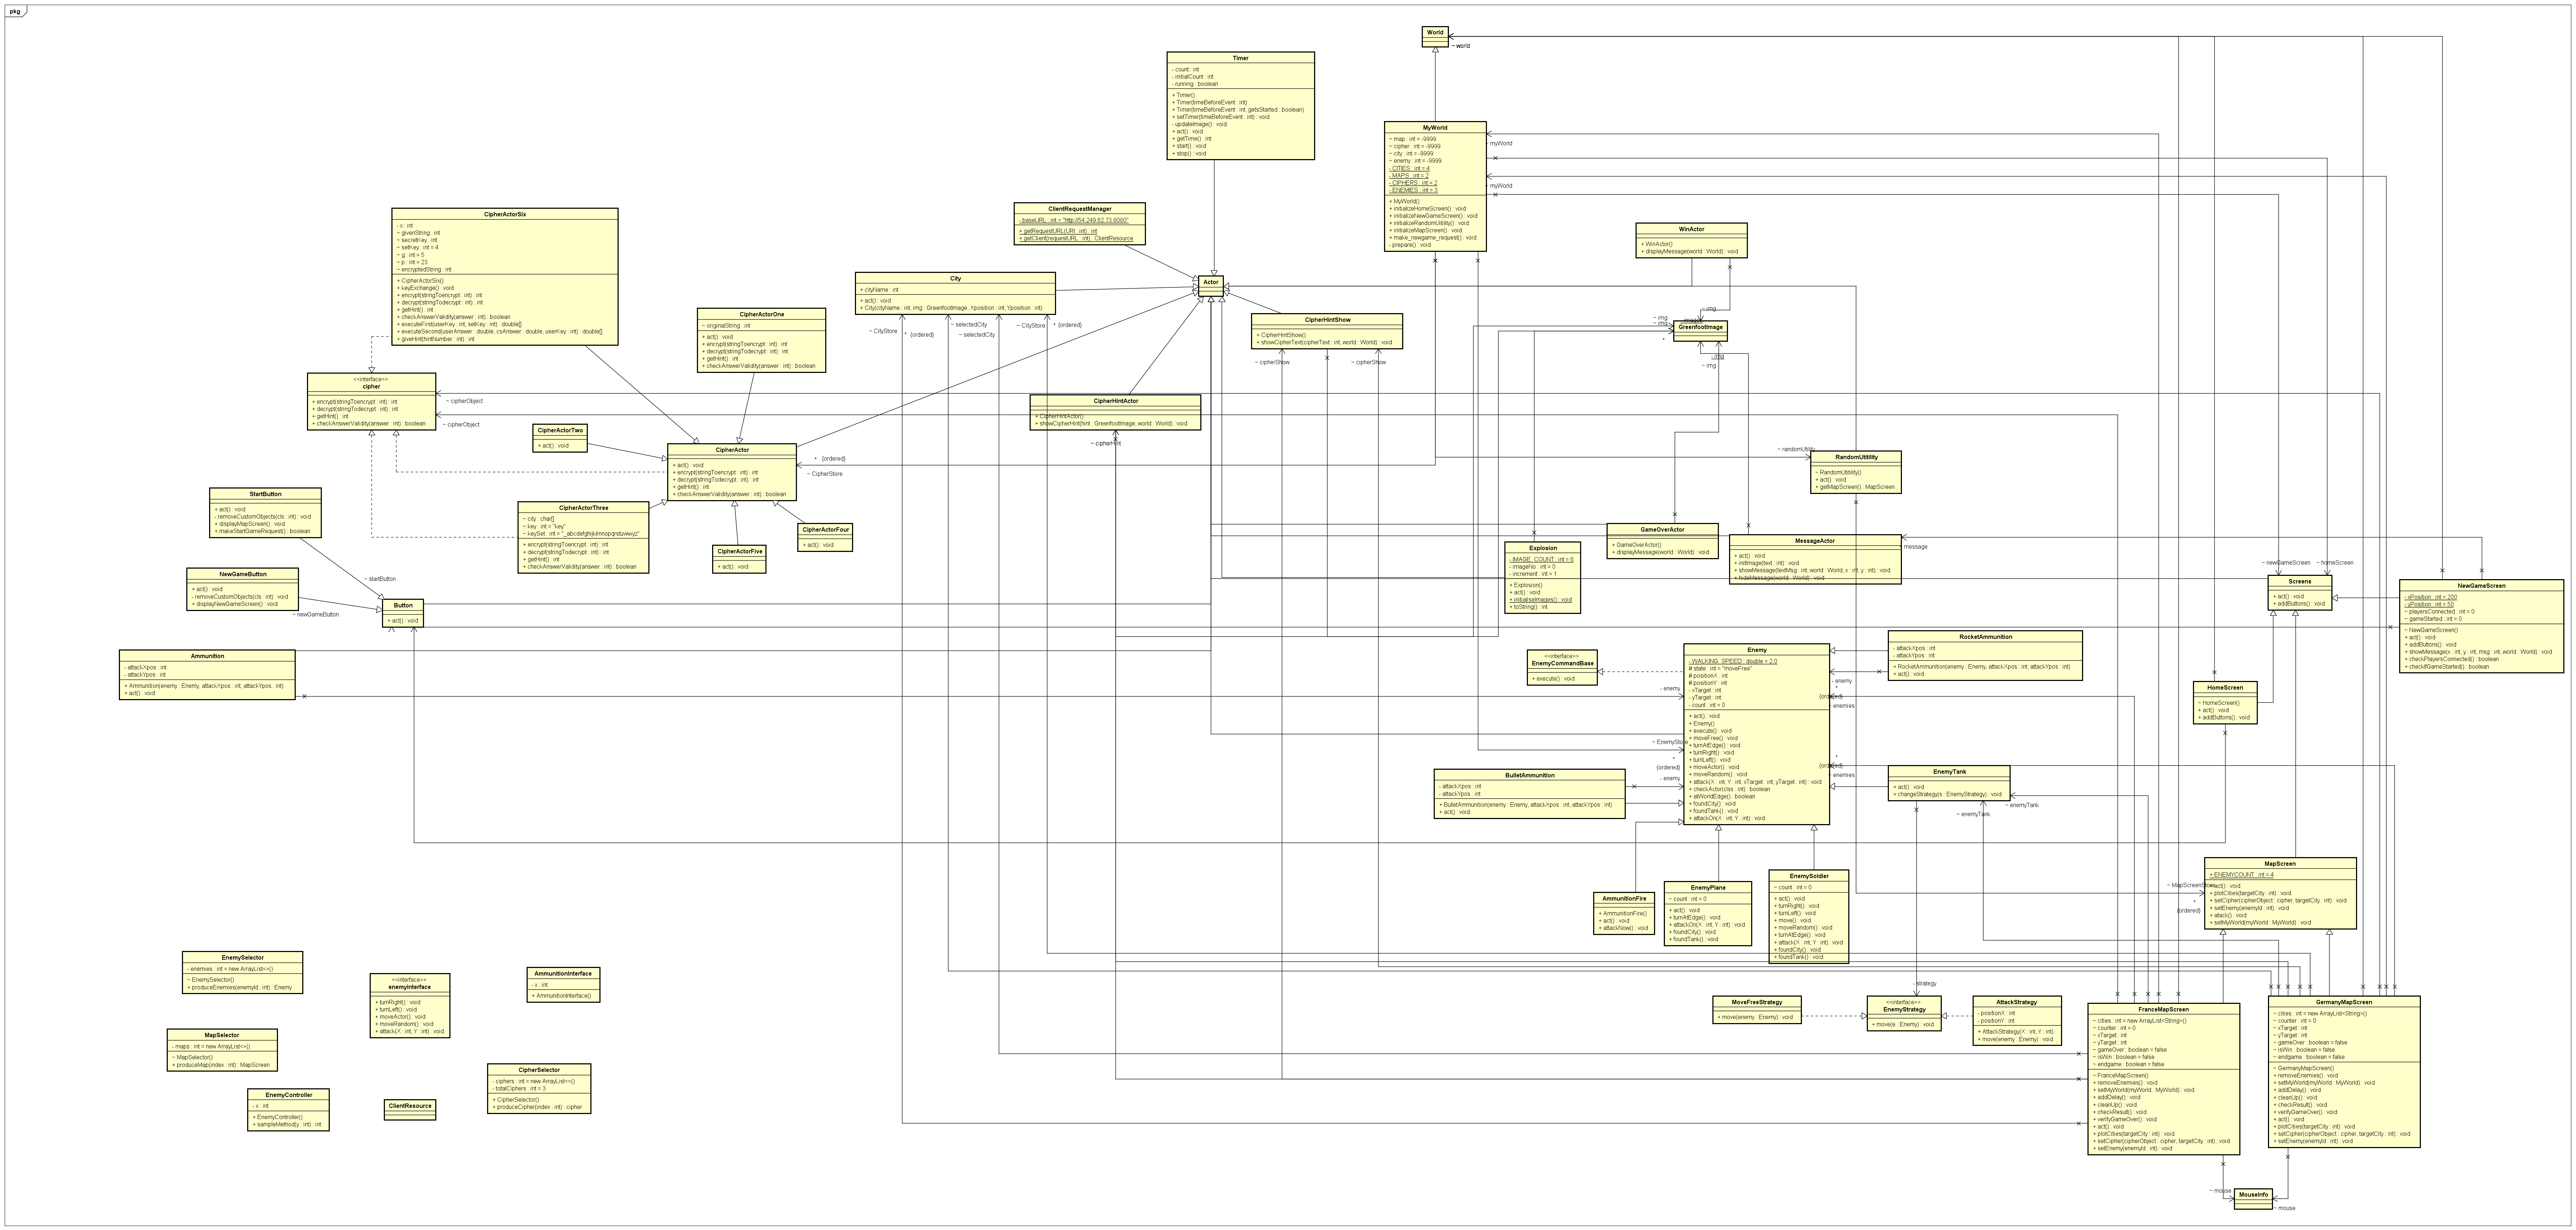 pkg
World
~ world
Timer
- count : int
- initialCount : int
- running : boolean
+ Timer()
+ Timer(timeBeforeEvent : int)
+ Timer(timeBeforeEvent : int, getsStarted : boolean)
+ setTimer(timeBeforeEvent : int) : void
- updateImage() : void
+ act() : void
+ getTime() : int
+ start() : void
+ stop() : void
MyWorld
~ map : int = -9999
~ cipher : int = -9999
~ city : int = -9999
~ enemy : int = -9999
- CITIES : int = 4
- MAPS : int = 2
- CIPHERS : int = 2
- ENEMIES : int = 3
+ MyWorld()
+ initializeHomeScreen() : void
+ initializeNewGameScreen() : void
+ initializeRandomUitility() : void
+ initializeMapScreen() : void
+ make_newgame_request() : void
- prepare() : void
- myWorld
- myWorld
ClientRequestManager
- baseURL : int = "http://54.249.62.73:8080"
+ getRequestURL(URI : int) : int
+ getClient(requestURL : int) : ClientResource
CipherActorSix
- x : int
~ givenString : int
~ secretKey : int
~ setKey : int = 4
~ g : int = 5
~ p : int = 23
~ encryptedString : int
+ CipherActorSix()
+ keyExchange() : void
+ encrypt(stringToencrypt : int) : int
+ decrypt(stringTodecrypt : int) : int
+ getHint() : int
+ checkAnswerValidity(answer : int) : boolean
+ executeFirst(userKey : int, setKey : int) : double[]
+ executeSecond(userAnswer : double, csAnswer : double, userKey : int) : double[]
+ giveHint(hintNumber : int) : int
WinActor
+ WinActor()
+ displayMessage(world : World) : void
City
+ cityName : int
+ act() : void
+ City(cityName : int, img : GreenfootImage, Xposition : int, Yposition : int)
Actor
CipherActorOne
~ originalString : int
+ act() : void
+ encrypt(stringToencrypt : int) : int
+ decrypt(stringTodecrypt : int) : int
+ getHint() : int
+ checkAnswerValidity(answer : int) : boolean
CipherHintShow
+ CipherHintShow()
+ showCipherText(cipherText : int, world : World) : void
~ img
~ img
~ img
GreenfootImage
*
- img
~ img
~ CityStore
* {ordered}
~ selectedCity
~ selectedCity
~ CityStore
* {ordered}
~ cipherShow
~ cipherShow
<<interface>>
cipher
+ encrypt(stringToencrypt : int) : int
+ decrypt(stringTodecrypt : int) : int
+ getHint() : int
+ checkAnswerValidity(answer : int) : boolean
~ cipherObject
~ cipherObject
CipherHintActor
+ CipherHintActor()
+ showCipherHint(hint : GreenfootImage, world : World) : void
~ cipherHint
CipherActorTwo
+ act() : void
CipherActor
+ act() : void
+ encrypt(stringToencrypt : int) : int
+ decrypt(stringTodecrypt : int) : int
+ getHint() : int
+ checkAnswerValidity(answer : int) : boolean
* {ordered}
~ CipherStore
~ randomUtitlity
RandomUtitility
~ RandomUtitility()
+ act() : void
+ getMapScreen() : MapScreen
StartButton
+ act() : void
- removeCustomObjects(cls : int) : void
+ displayMapScreen() : void
+ makeStartGameRequest() : boolean
CipherActorThree
~ city : char[]
~ key : int = "key"
~ keySet : int = "_abcdefghijklmnopqrstuvwxyz"
+ encrypt(stringToencrypt : int) : int
+ decrypt(stringTodecrypt : int) : int
+ getHint() : int
+ checkAnswerValidity(answer : int) : boolean
CipherActorFour
+ act() : void
CipherActorFive
+ act() : void
GameOverActor
+ GameOverActor()
+ displayMessage(world : World) : void
MessageActor
+ act() : void
+ initImage(text : int) : void
+ showMessage(textMsg : int, world : World, x : int, y : int) : void
+ hideMessage(world : World) : void
message
Explosion
- IMAGE_COUNT : int = 6
- imageNo : int = 0
- increment : int = 1
+ Explosion()
+ act() : void
+ initialiseImages() : void
+ toString() : int
NewGameButton
+ act() : void
- removeCustomObjects(cls : int) : void
+ displayNewGameScreen() : void
~ startButton
~ newGameButton
Button
+ act() : void
~ newGameScreen
~ homeScreen
Screens
+ act() : void
+ addButtons() : void
NewGameScreen
- xPosition : int = 200
- yPosition : int = 50
~ playersConnected : int = 0
~ gameStarted : int = 0
~ NewGameScreen()
+ act() : void
+ addButtons() : void
+ showMessage(x : int, y : int, msg : int, world : World) : void
+ checkPlayersConnected() : boolean
+ checkIfGameStarted() : boolean
Ammunition
- attackXpos : int
- attackYpos : int
+ Ammunition(enemy : Enemy, attackXpos : int, attackYpos : int)
+ act() : void
<<interface>>
EnemyCommandBase
+ execute() : void
Enemy
- WALKING_SPEED : double = 2.0
# state : int = "moveFree"
# positionX : int
# positionY : int
- xTarget : int
- yTarget : int
- count : int = 0
+ act() : void
+ Enemy()
+ execute() : void
+ moveFree() : void
+ turnAtEdge() : void
+ turnRight() : void
+ turnLeft() : void
+ moveActor() : void
+ moveRandom() : void
+ attack(X : int, Y : int, xTarget : int, yTarget : int) : void
+ checkActor(clss : int) : boolean
+ atWorldEdge() : boolean
+ foundCity() : void
+ foundTank() : void
+ attackOn(X : int, Y : int) : void
RocketAmmunition
- attackXpos : int
- attackYpos : int
+ RocketAmmunition(enemy : Enemy, attackXpos : int, attackYpos : int)
+ act() : void
- enemy
- enemy
*
{ordered}
~ enemies
HomeScreen
~ HomeScreen()
+ act() : void
+ addButtons() : void
~ EnemyStore
*
{ordered}
- enemy
*
{ordered}
~ enemies
BulletAmmunition
- attackXpos : int
- attackYpos : int
+ BulletAmmunition(enemy : Enemy, attackXpos : int, attackYpos : int)
+ act() : void
EnemyTank
+ act() : void
+ changeStrategy(s : EnemyStrategy) : void
~ enemyTank
~ enemyTank
AmmunitionFire
+ AmmunitionFire()
+ act() : void
+ attackNow() : void
EnemyPlane
~ count : int = 0
+ act() : void
+ turnAtEdge() : void
+ attackOn(X : int, Y : int) : void
+ foundCity() : void
+ foundTank() : void
EnemySoldier
~ count : int = 0
+ act() : void
+ turnRight() : void
+ turnLeft() : void
+ move() : void
+ moveRandom() : void
+ turnAtEdge() : void
+ attack(X : int, Y : int) : void
+ foundCity() : void
+ foundTank() : void
MapScreen
+ ENEMYCOUNT : int = 4
+ act() : void
+ plotCities(targetCity : int) : void
+ setCipher(cipherObject : cipher, targetCity : int) : void
+ setEnemy(enemyId : int) : void
+ atack() : void
+ setMyWorld(myWorld : MyWorld) : void
*
{ordered}
EnemySelector
- enemies : int = new ArrayList<>()
~ EnemySelector()
+ produceEnemies(enemyId : int) : Enemy
<<interface>>
enemyinterface
+ turnRight() : void
+ turnLeft() : void
+ moveActor() : void
+ moveRandom() : void
+ attack(X : int, Y : int) : void
AmmunitionInterface
- x : int
+ AmmunitionInterface()
- strategy
MoveFreeStrategy
+ move(enemy : Enemy) : void
<<interface>>
EnemyStrategy
+ move(e : Enemy) : void
AttackStrategy
- positionX : int
- positionY : int
+ AttackStrategy(X : int, Y : int)
+ move(enemy : Enemy) : void
MapSelector
- maps : int = new ArrayList<>()
~ MapSelector()
+ produceMap(index : int) : MapScreen
CipherSelector
- ciphers : int = new ArrayList<>()
- totalCiphers : int = 3
+ CipherSelector()
+ produceCipher(index : int) : cipher
EnemyController
- x : int
+ EnemyController()
+ sampleMethod(y : int) : int
ClientResource
FranceMapScreen
~ cities : int = new ArrayList<String>()
~ counter : int = 0
~ xTarget : int
~ yTarget : int
~ gameOver : boolean = false
~ isWin : boolean = false
~ endgame : boolean = false
~ FranceMapScreen()
+ removeEnemies() : void
+ setMyWorld(myWorld : MyWorld) : void
+ addDelay() : void
+ cleanUp() : void
+ checkResult() : void
+ verifyGameOver() : void
+ act() : void
+ plotCities(targetCity : int) : void
+ setCipher(cipherObject : cipher, targetCity : int) : void
+ setEnemy(enemyId : int) : void
GermanyMapScreen
~ cities : int = new ArrayList<String>()
~ counter : int = 0
~ xTarget : int
~ yTarget : int
~ gameOver : boolean = false
~ isWin : boolean = false
~ endgame : boolean = false
~ GermanyMapScreen()
+ removeEnemies() : void
+ setMyWorld(myWorld : MyWorld) : void
+ addDelay() : void
+ cleanUp() : void
+ checkResult() : void
+ verifyGameOver() : void
+ act() : void
+ plotCities(targetCity : int) : void
+ setCipher(cipherObject : cipher, targetCity : int) : void
+ setEnemy(enemyId : int) : void
~ mouse
MouseInfo
~ mouse